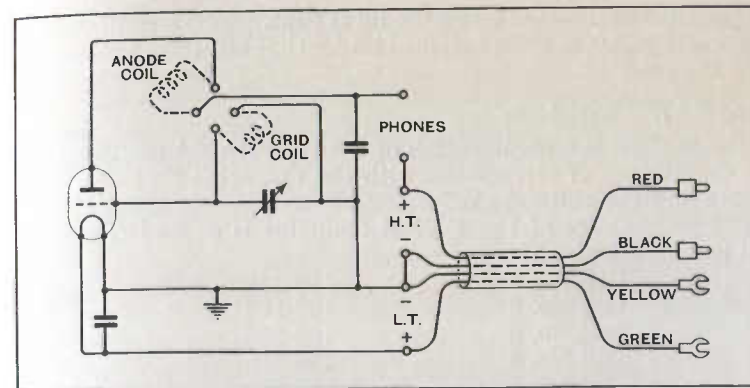 ANODE
COIL
GRID
COIL
PHONES
+
H.T.
−
−
L.T.
+
RED
BLACK
YELLOW
GREEN